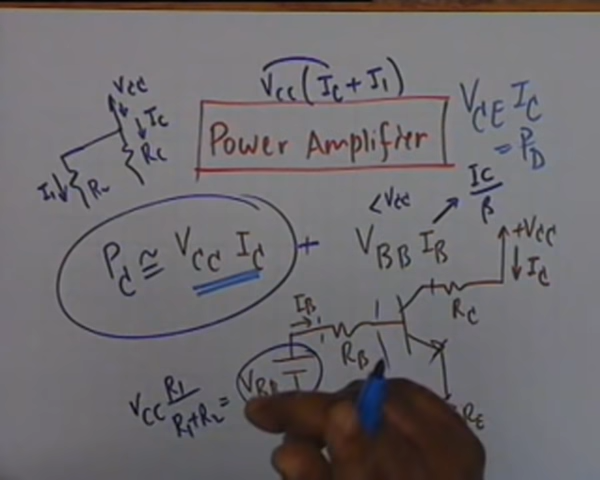 VCC (IC + I1)
Power Amplifier
VCE IC
= PD
VCC
IC
RC
I1
Pd ≅ VCC IC + VBB IB
<VCC
IC/β
+VCC
IC
RC
IB
RB
RE
VCC R1/R1+R2 =